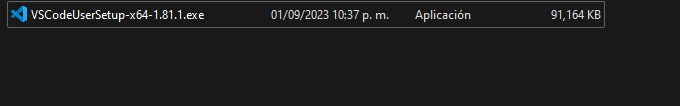 VSCodeUserSetup-x64-1.81.1.exe 01/09/2023 10:37 p. m. Aplicación 91,164 KB